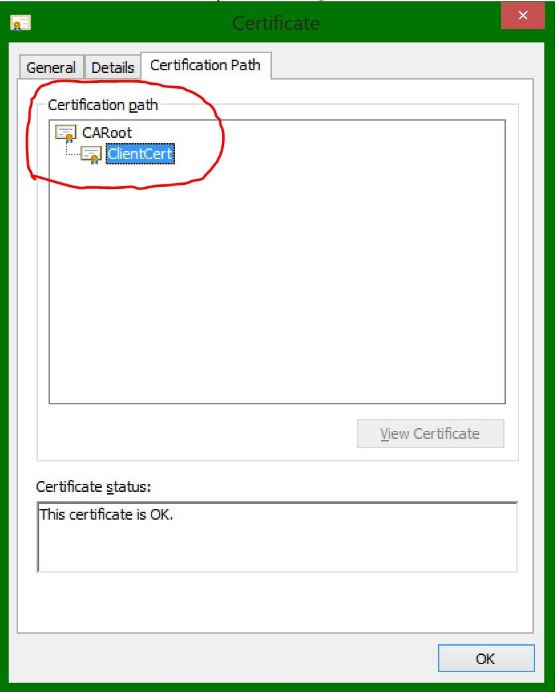 Certificate
General
Details
Certification Path
Certification path
CARoot
ClientCert
View Certificate
Certificate status:
This certificate is OK.
OK